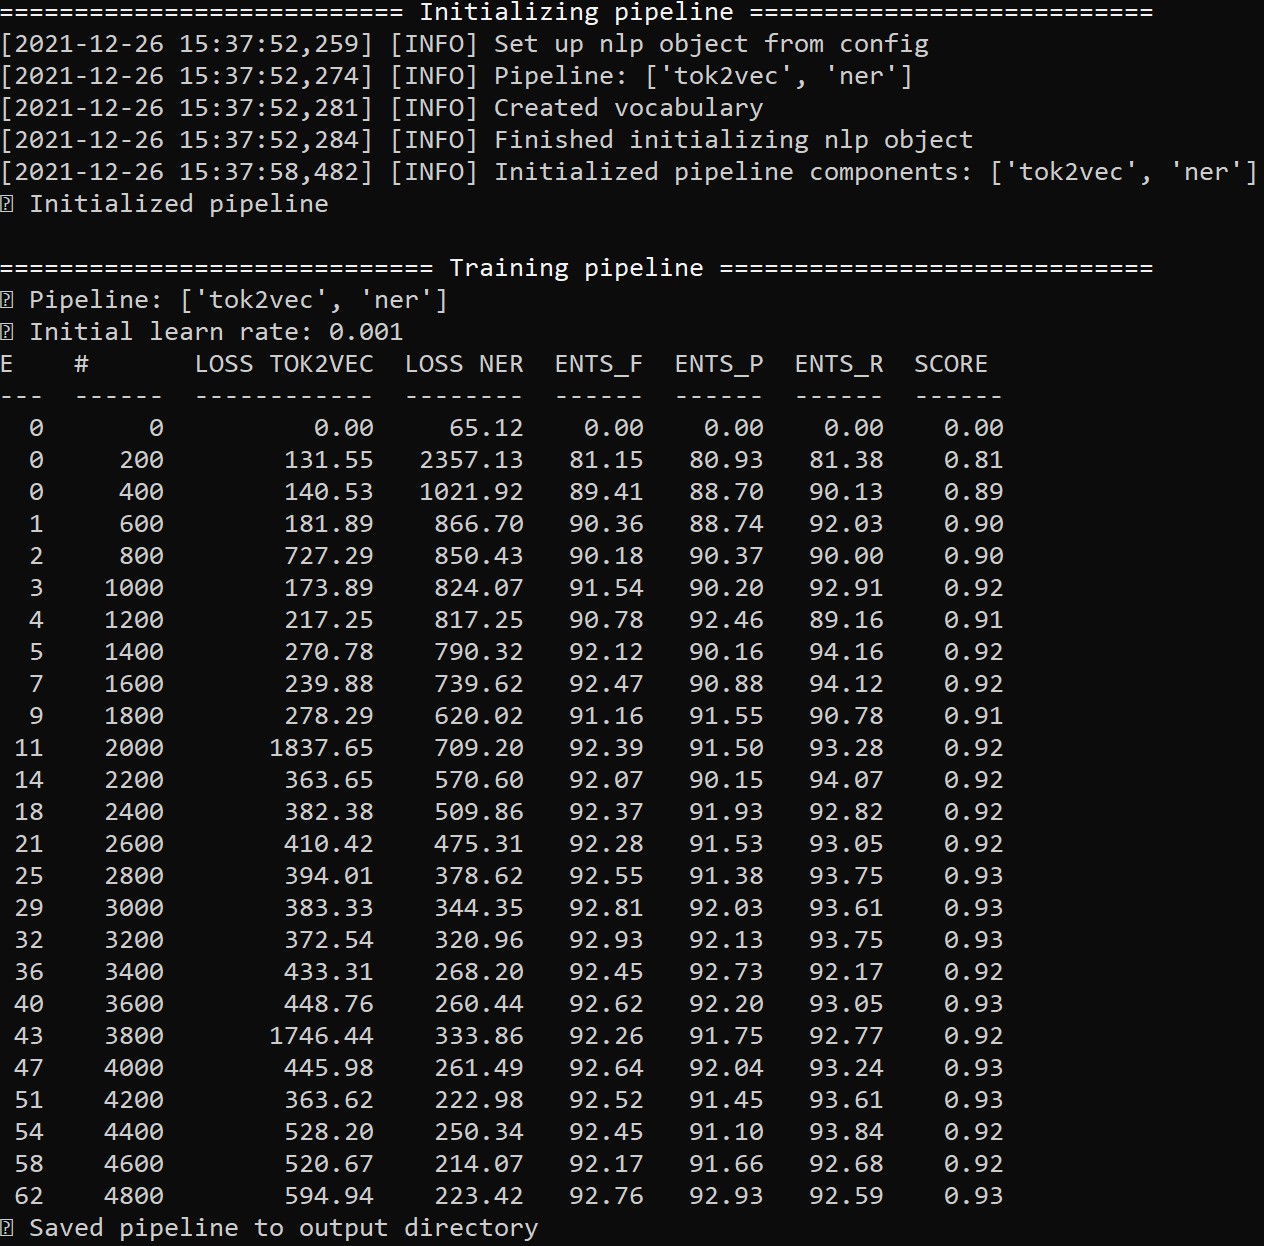 =========================== Initializing pipeline ===========================
[2021-12-26 15:37:52,259] [INFO] Set up nlp object from config
[2021-12-26 15:37:52,274] [INFO] Pipeline: ['tok2vec', 'ner']
[2021-12-26 15:37:52,281] [INFO] Created vocabulary
[2021-12-26 15:37:52,284] [INFO] Finished initializing nlp object
[2021-12-26 15:37:58,482] [INFO] Initialized pipeline components: ['tok2vec', 'ner']
⍰ Initialized pipeline
============================= Training pipeline =============================
⍰ Pipeline: ['tok2vec', 'ner']
⍰ Initial learn rate: 0.001
E    #       LOSS TOK2VEC  LOSS NER  ENTS_F  ENTS_P  ENTS_R  SCORE
---  ------  ------------  --------  ------  ------  ------  ------
  0       0          0.00     65.12    0.00    0.00    0.00    0.00
  0     200        131.55   2357.13   81.15   80.93   81.38    0.81
  0     400        140.53   1021.92   89.41   88.70   90.13    0.89
  1     600        181.89    866.70   90.36   88.74   92.03    0.90
  2     800        727.29    850.43   90.18   90.37   90.00    0.90
  3    1000        173.89    824.07   91.54   90.20   92.91    0.92
  4    1200        217.25    817.25   90.78   92.46   89.16    0.91
  5    1400        270.78    790.32   92.12   90.16   94.16    0.92
  7    1600        239.88    739.62   92.47   90.88   94.12    0.92
  9    1800        278.29    620.02   91.16   91.55   90.78    0.91
 11    2000       1837.65    709.20   92.39   91.50   93.28    0.92
 14    2200        363.65    570.60   92.07   90.15   94.07    0.92
 18    2400        382.38    509.86   92.37   91.93   92.82    0.92
 21    2600        410.42    475.31   92.28   91.53   93.05    0.92
 25    2800        394.01    378.62   92.55   91.38   93.75    0.93
 29    3000        383.33    344.35   92.81   92.03   93.61    0.93
 32    3200        372.54    320.96   92.93   92.13   93.75    0.93
 36    3400        433.31    268.20   92.45   92.73   92.17    0.92
 40    3600        448.76    260.44   92.62   92.20   93.05    0.93
 43    3800       1746.44    333.86   92.26   91.75   92.77    0.92
 47    4000        445.98    261.49   92.64   92.04   93.24    0.93
 51    4200        363.62    222.98   92.52   91.45   93.61    0.93
 54    4400        528.20    250.34   92.45   91.10   93.84    0.92
 58    4600        520.67    214.07   92.17   91.66   92.68    0.92
 62    4800        594.94    223.42   92.76   92.93   92.59    0.93
⍰ Saved pipeline to output directory